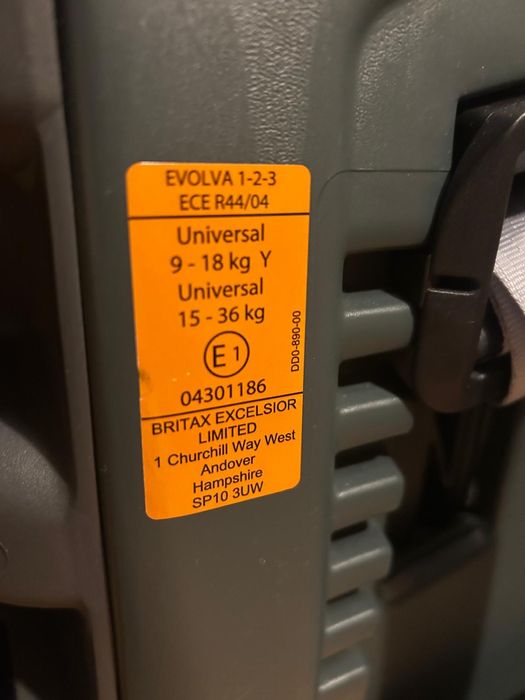 EVOLVA 1-2-3
ECE R44/04
Universal
9 - 18 kg Y
Universal
15 - 36 kg
E 1
04301186
DD0-890-00
BRITAX EXCELSIOR
LIMITED
1 Churchill Way West
Andover
Hampshire
SP10 3UW